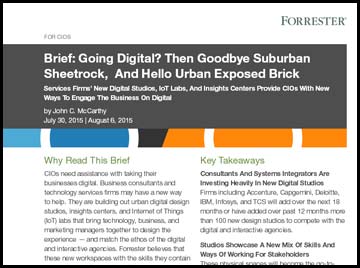 FORRESTER®
FOR CIOS
Brief: Going Digital? Then Goodbye Suburban
Sheetrock, And Hello Urban Exposed Brick
Services Firms' New Digital Studios, IoT Labs, And Insights Centers Provide CIOs With New
Ways To Engage The Business On Digital
by John C. McCarthy
July 30, 2015 | August 6, 2015
Why Read This Brief
CIOs need assistance with taking their
businesses digital. Business consultants and
technology services firms may have a new way
to help. They are building out urban digital design
studios, insights centers, and Internet of Things
(IoT) labs that bring technology, business, and
marketing managers together to design the
experience — and match the ethos of the digital
and interactive agencies. Forrester believes that
these new workspaces with the skills they contain
Key Takeaways
Consultants And Systems Integrators Are
Investing Heavily In New Digital Studios
Firms including Accenture, Capgemini, Deloitte,
IBM, Infosys, and TCS will add over the next 18
months or have added over past 12 months more
than 100 new design studios to compete with the
digital and interactive agencies.
Studios Showcase A New Mix Of Skills And
Ways Of Working For Stakeholders
These physical spaces will become the go-to-